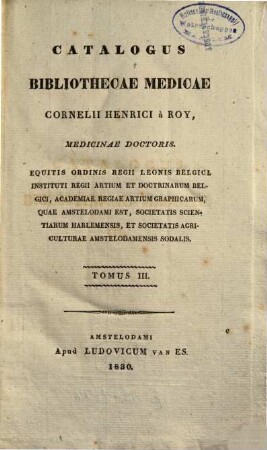 CATALOGUS
BIBLIOTHECAE MEDICAE
CORNELII HENRICI à ROY,
MEDICINAE DOCTORIS.
EQUITIS ORDINIS REGII LEONIS BELGICI,
INSTITUTI REGII ARTIUM ET DOCTRINARUM BEL-
GICI, ACADEMIAE REGIAE ARTIUM GRAPHICARUM,
QUAE AMSTELODAMI EST, SOCIETATIS SCIEN-
TIARUM HARLEMENSIS, ET SOCIETATIS AGRI-
CULTURAE AMSTELODAMENSIS SODALIS.
TOMUS III.
AMSTELODAMI
Apud LUDOVICUM VAN ES.
1830.